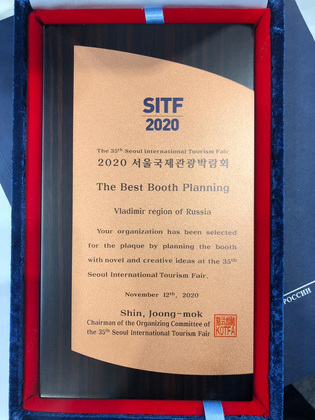 SITF
2020
The 35th Seoul International Tourism Fair
2020 서울국제관광박람회
The Best Booth Planning
Vladimir region of Russia
Your organization has been selected
for the plaque by planning the booth
with novel and creative ideas at the 35th
Seoul International Tourism Fair.
November 12th, 2020
Shin, Joong-mok
Chairman of the Organizing Committee of
the 35th Seoul International Tourism Fair
KOTFA
РОССИИ